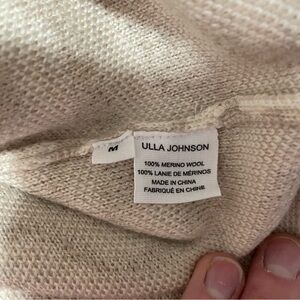 M
ULLA JOHNSON
100% MERINO WOOL
100% LANIE DE MÉRINOS
MADE IN CHINA
FABRIQUÉ EN CHINE